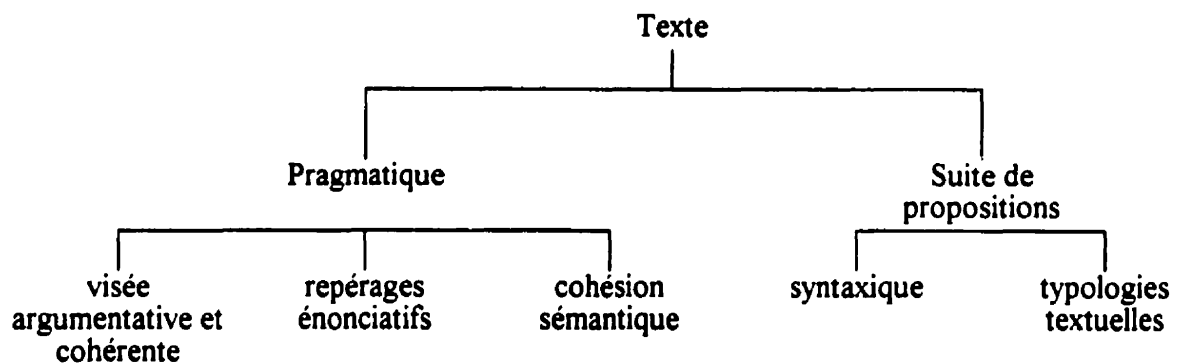 Texte
Pragmatique
Suite de
propositions
visée
argumentative et
cohérente
repérages
énonciatifs
cohésion
sémantique
syntaxique
typologies
textuelles